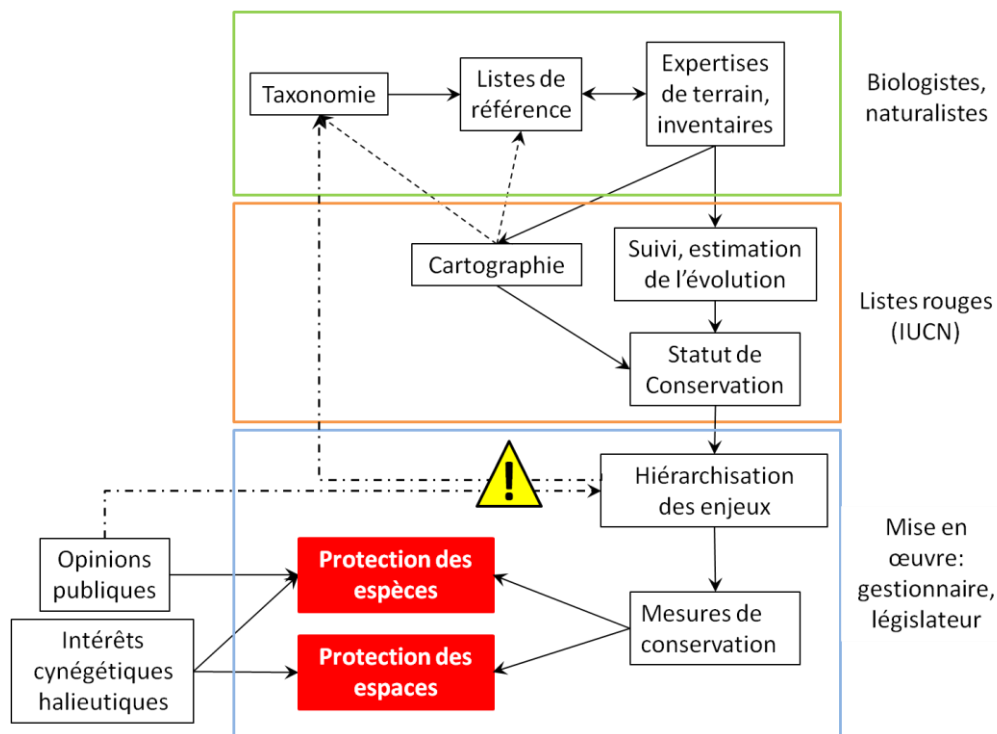 Taxonomie
Listes de
référence
Expertises
de terrain,
inventaires
Biologistes,
naturalistes
Cartographie
Suivi, estimation
de l'évolution
Statut de
Conservation
Listes rouges
(IUCN)
!
Hiérarchisation
des enjeux
Opinions
publiques
Protection des
espèces
Mesures de
conservation
Intérêts
cynégétiques
halieutiques
Protection des
espaces
Mise en
œuvre:
gestionnaire,
législateur